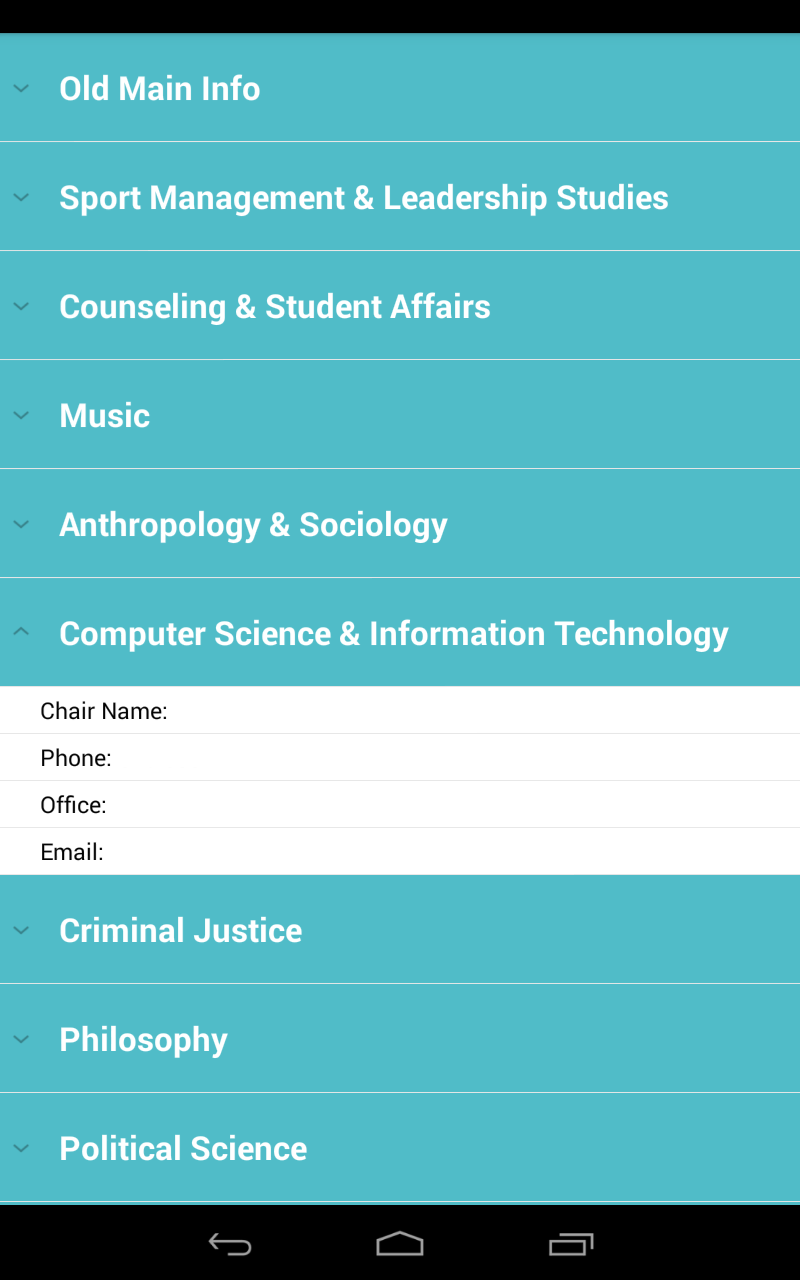 Old Main Info
Sport Management & Leadership Studies
Counseling & Student Affairs
Music
Anthropology & Sociology
Computer Science & Information Technology
Chair Name:
Phone:
Office:
Email:
Criminal Justice
Philosophy
Political Science